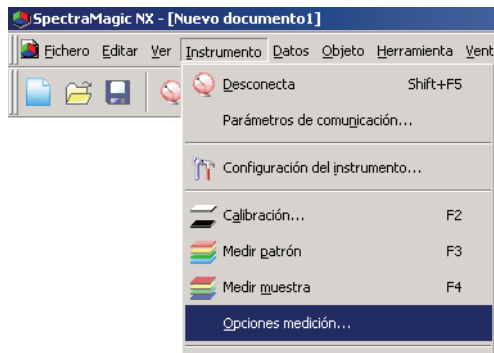 SpectraMagic NX - [Nuevo documento1]
Fichero Editar Ver Instrumento Datos Objeto Herramienta Vent
Desconecta Shift+F5
Parámetros de comunicación...
Configuración del instrumento...
Calibración... F2
Medir patrón F3
Medir muestra F4
Opciones medición...